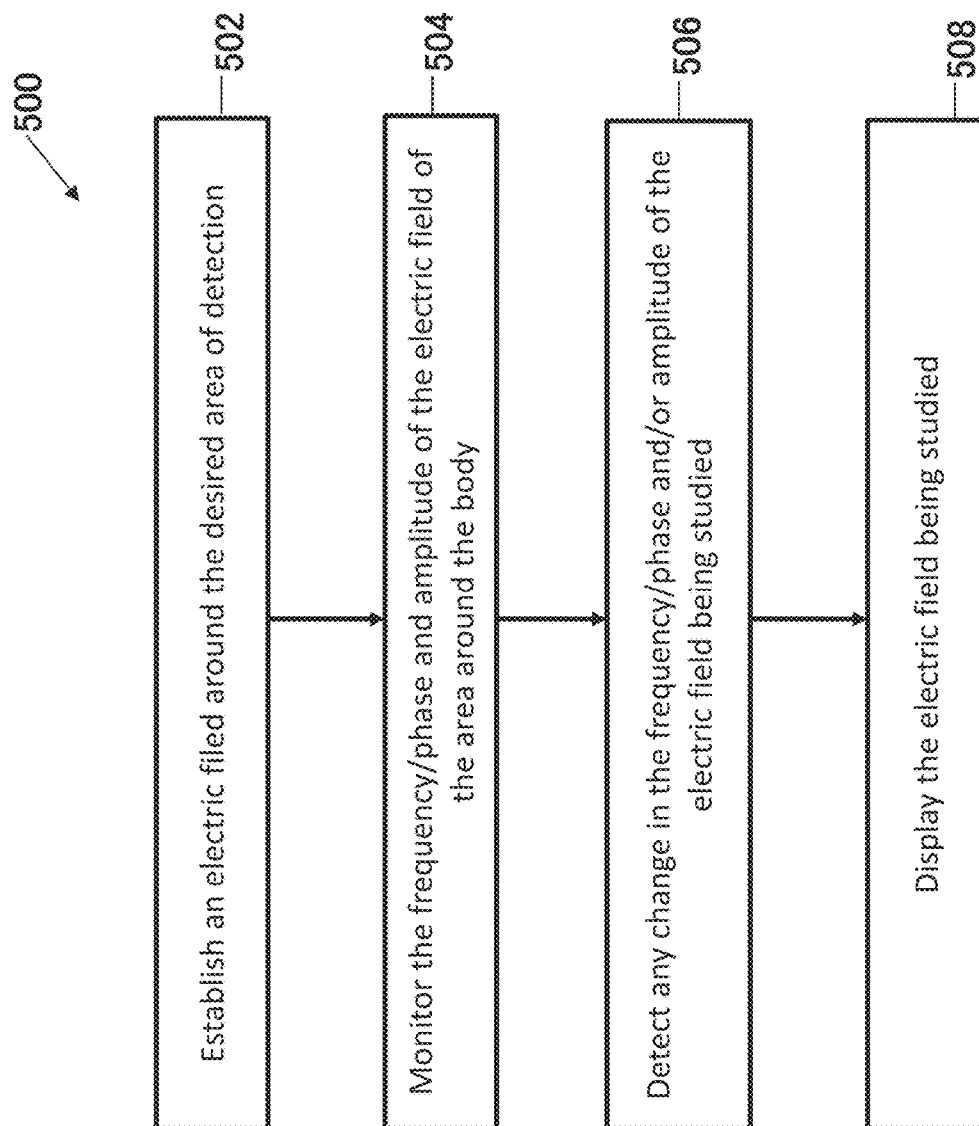 500
Establish an electric filed around the desired area of detection
502
Monitor the frequency/phase and amplitude of the electric field of
the area around the body
504
Detect any change in the frequency/phase and/or amplitude of the
electric field being studied
506
Display the electric field being studied
508